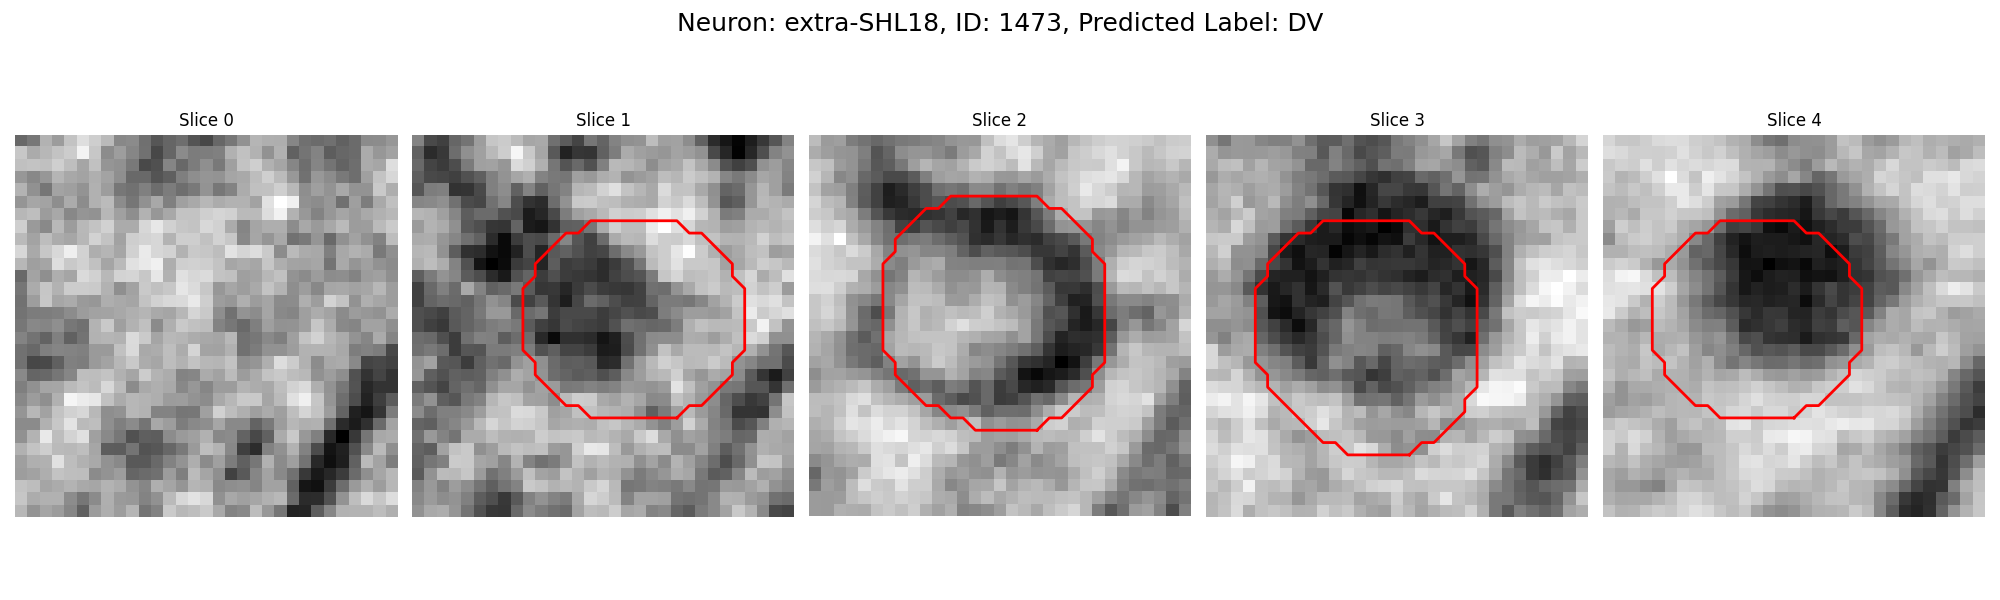 Neuron: extra-SHL18, ID: 1473, Predicted Label: DV
Slice 0
Slice 1
Slice 2
Slice 3
Slice 4